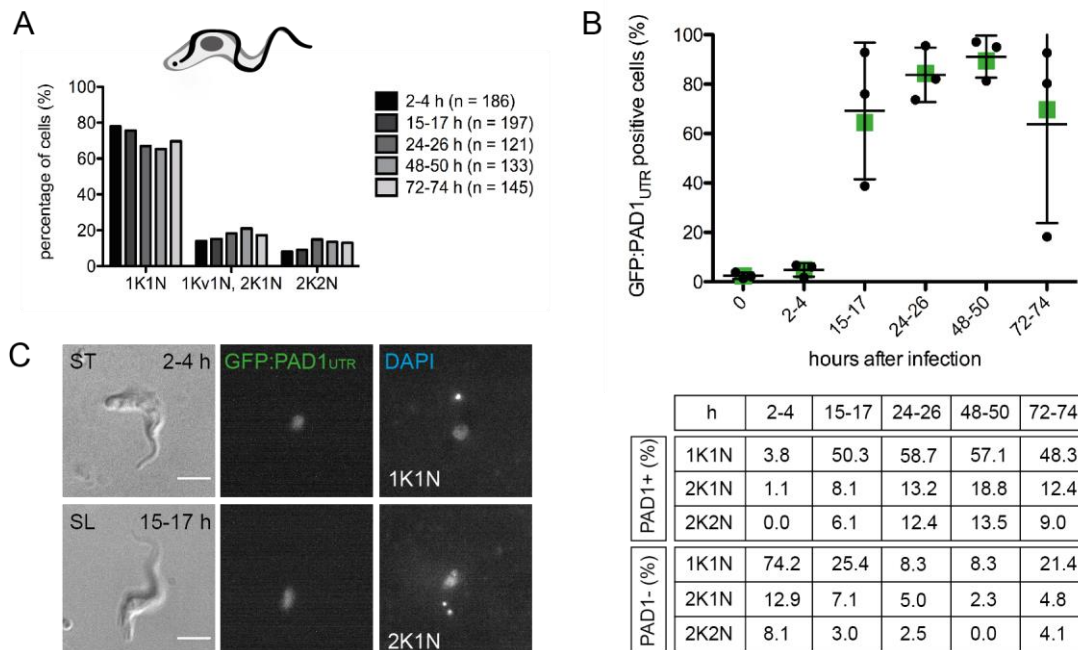 A
percentage of cells (%)
100
80
60
40
20
0
1K1N
1Kv1N, 2K1N
2K2N
2-4 h (n = 186)
15-17 h (n = 197)
24-26 h (n = 121)
48-50 h (n = 133)
72-74 h (n = 145)
B
GFP:PAD1UTR positive cells (%)
100
80
60
40
20
0
0
2-4
15-17
24-26
48-50
72-74
hours after infection
h 2-4 15-17 24-26 48-50 72-74
PAD1+ (%)
1K1N 3.8 50.3 58.7 57.1 48.3
2K1N 1.1 8.1 13.2 18.8 12.4
2K2N 0.0 6.1 12.4 13.5 9.0
PAD1- (%)
1K1N 74.2 25.4 8.3 8.3 21.4
2K1N 12.9 7.1 5.0 2.3 4.8
2K2N 8.1 3.0 2.5 0.0 4.1
C
ST 2-4 h GFP:PAD1UTR DAPI
1K1N
SL 15-17 h
2K1N